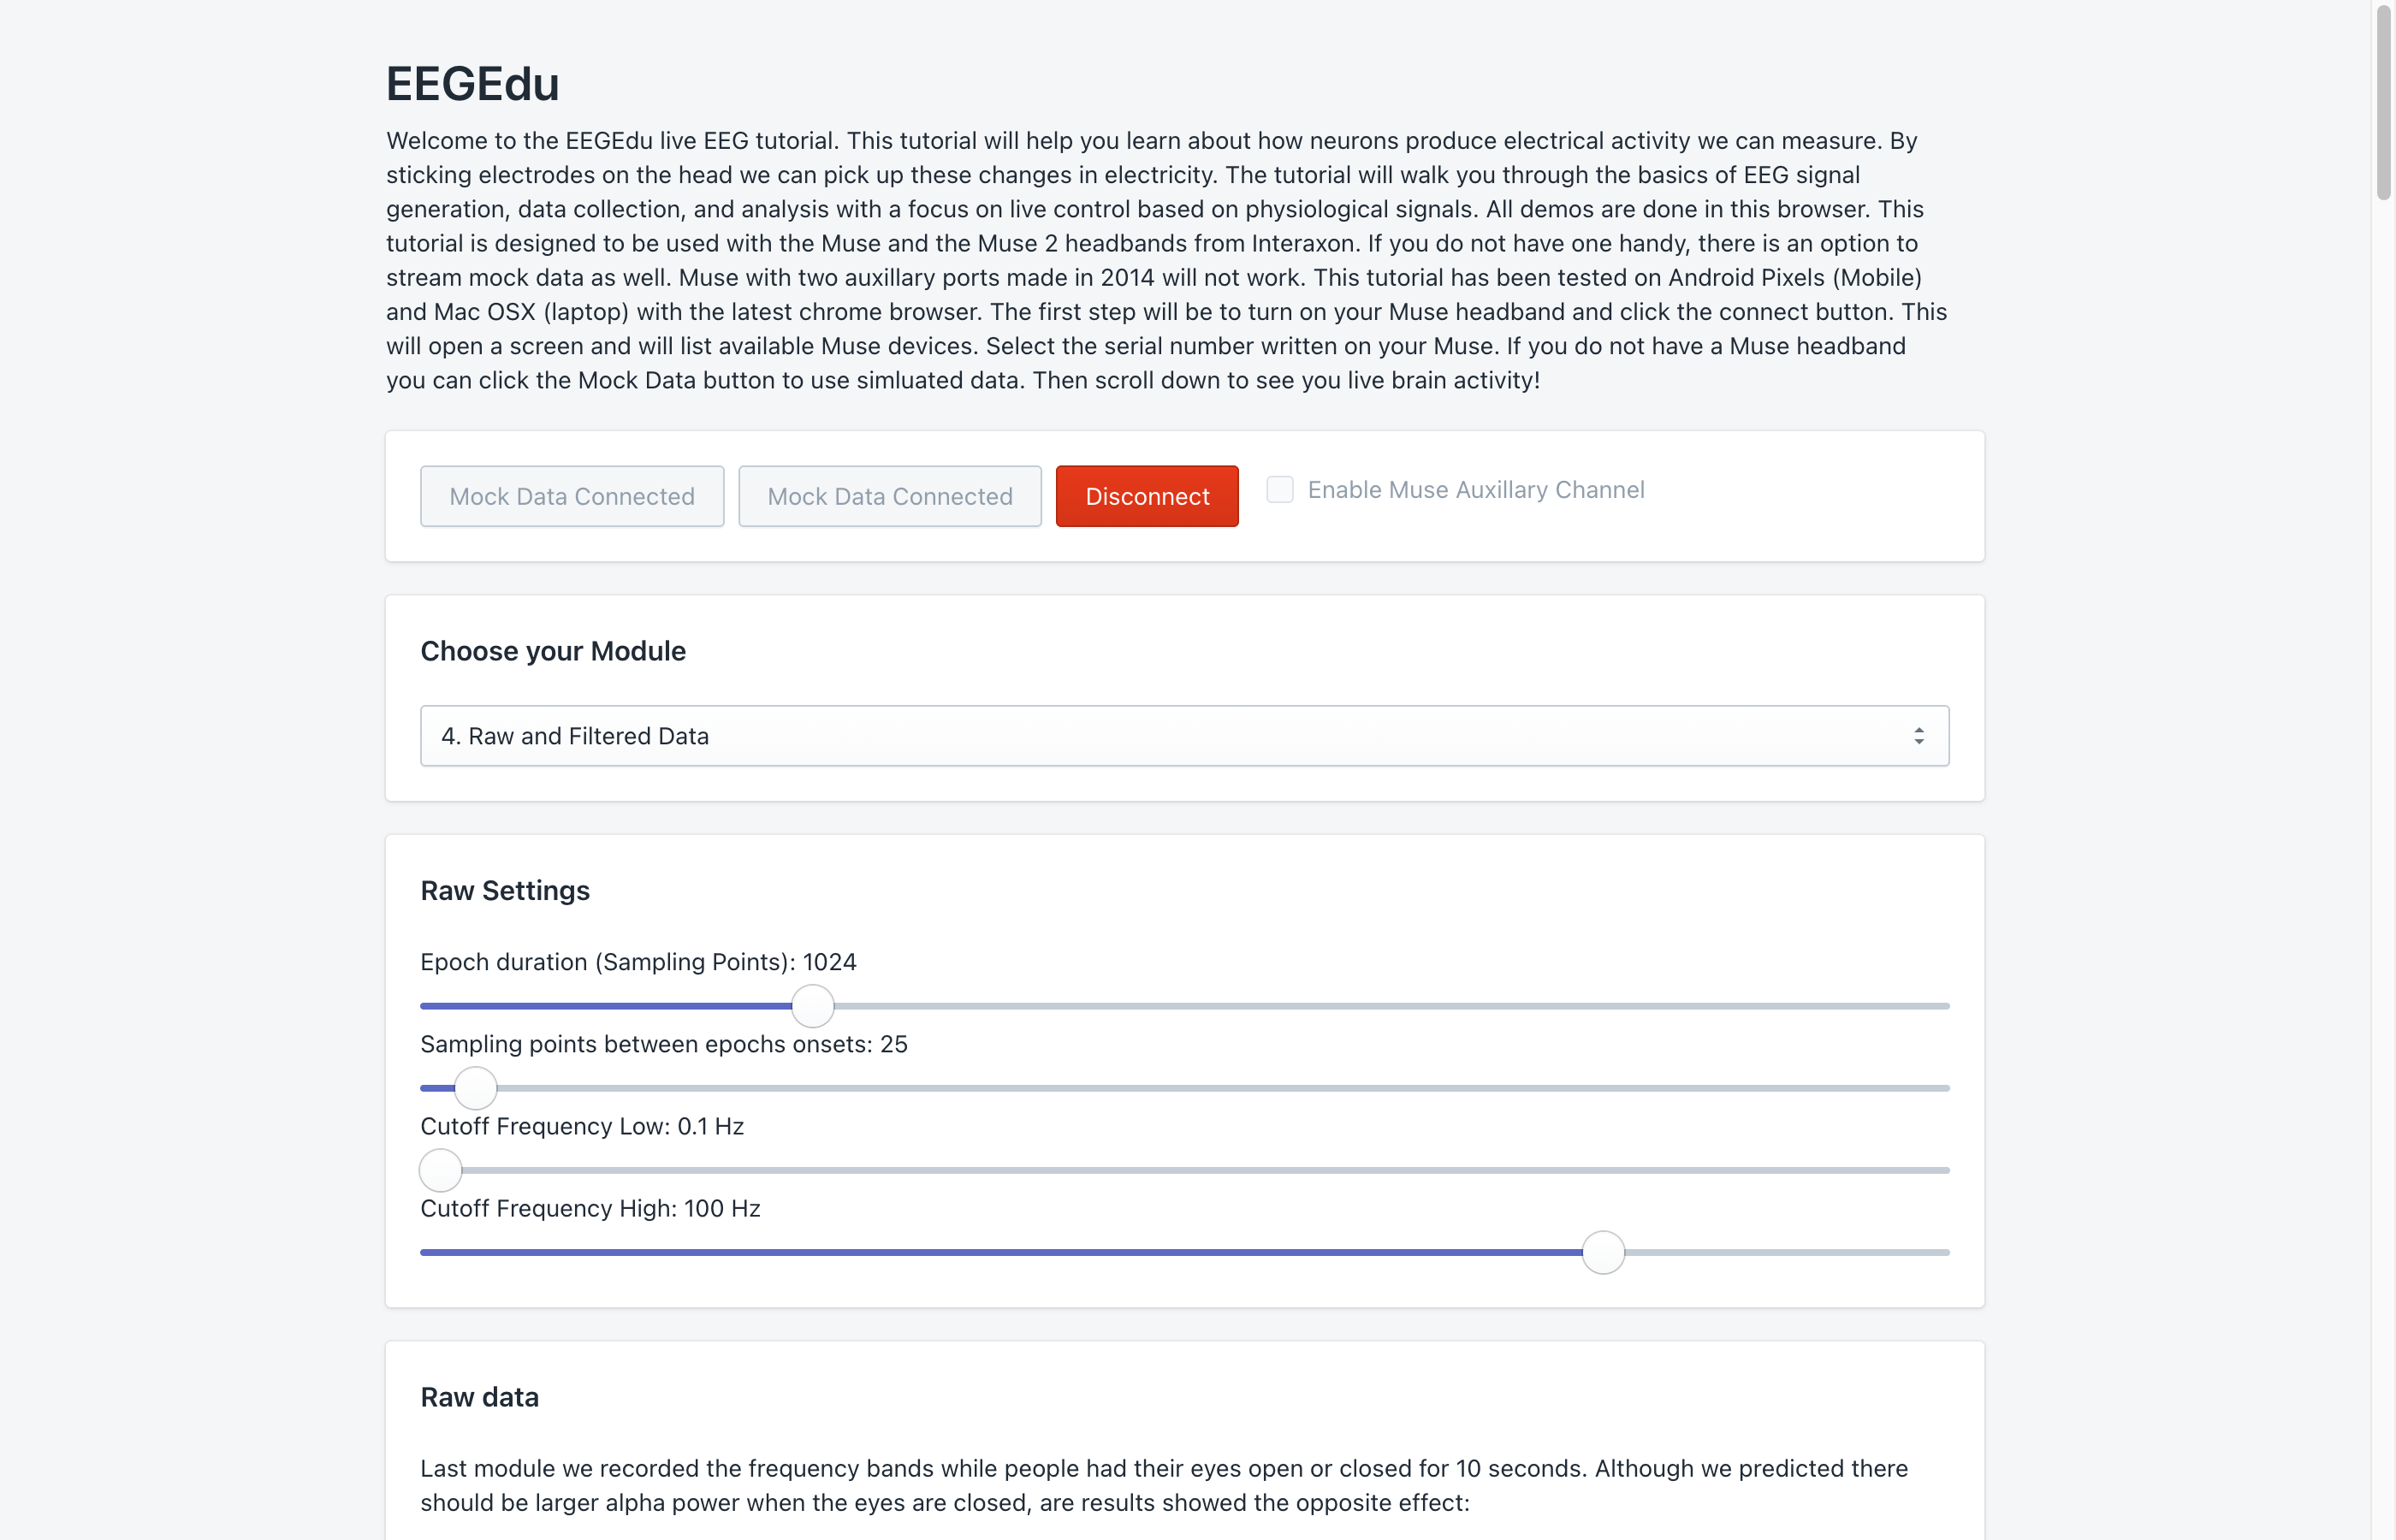 EEGEdu
Welcome to the EEGEdu live EEG tutorial. This tutorial will help you learn about how neurons produce electrical activity we can measure. By
sticking electrodes on the head we can pick up these changes in electricity. The tutorial will walk you through the basics of EEG signal
generation, data collection, and analysis with a focus on live control based on physiological signals. All demos are done in this browser. This
tutorial is designed to be used with the Muse and the Muse 2 headbands from Interaxon. If you do not have one handy, there is an option to
stream mock data as well. Muse with two auxillary ports made in 2014 will not work. This tutorial has been tested on Android Pixels (Mobile)
and Mac OSX (laptop) with the latest chrome browser. The first step will be to turn on your Muse headband and click the connect button. This
will open a screen and will list available Muse devices. Select the serial number written on your Muse. If you do not have a Muse headband
you can click the Mock Data button to use simluated data. Then scroll down to see you live brain activity!
Mock Data Connected Mock Data Connected Disconnect Enable Muse Auxillary Channel
Choose your Module
4. Raw and Filtered Data
Raw Settings
Epoch duration (Sampling Points): 1024
Sampling points between epochs onsets: 25
Cutoff Frequency Low: 0.1 Hz
Cutoff Frequency High: 100 Hz
Raw data
Last module we recorded the frequency bands while people had their eyes open or closed for 10 seconds. Although we predicted there
should be larger alpha power when the eyes are closed, are results showed the opposite effect: